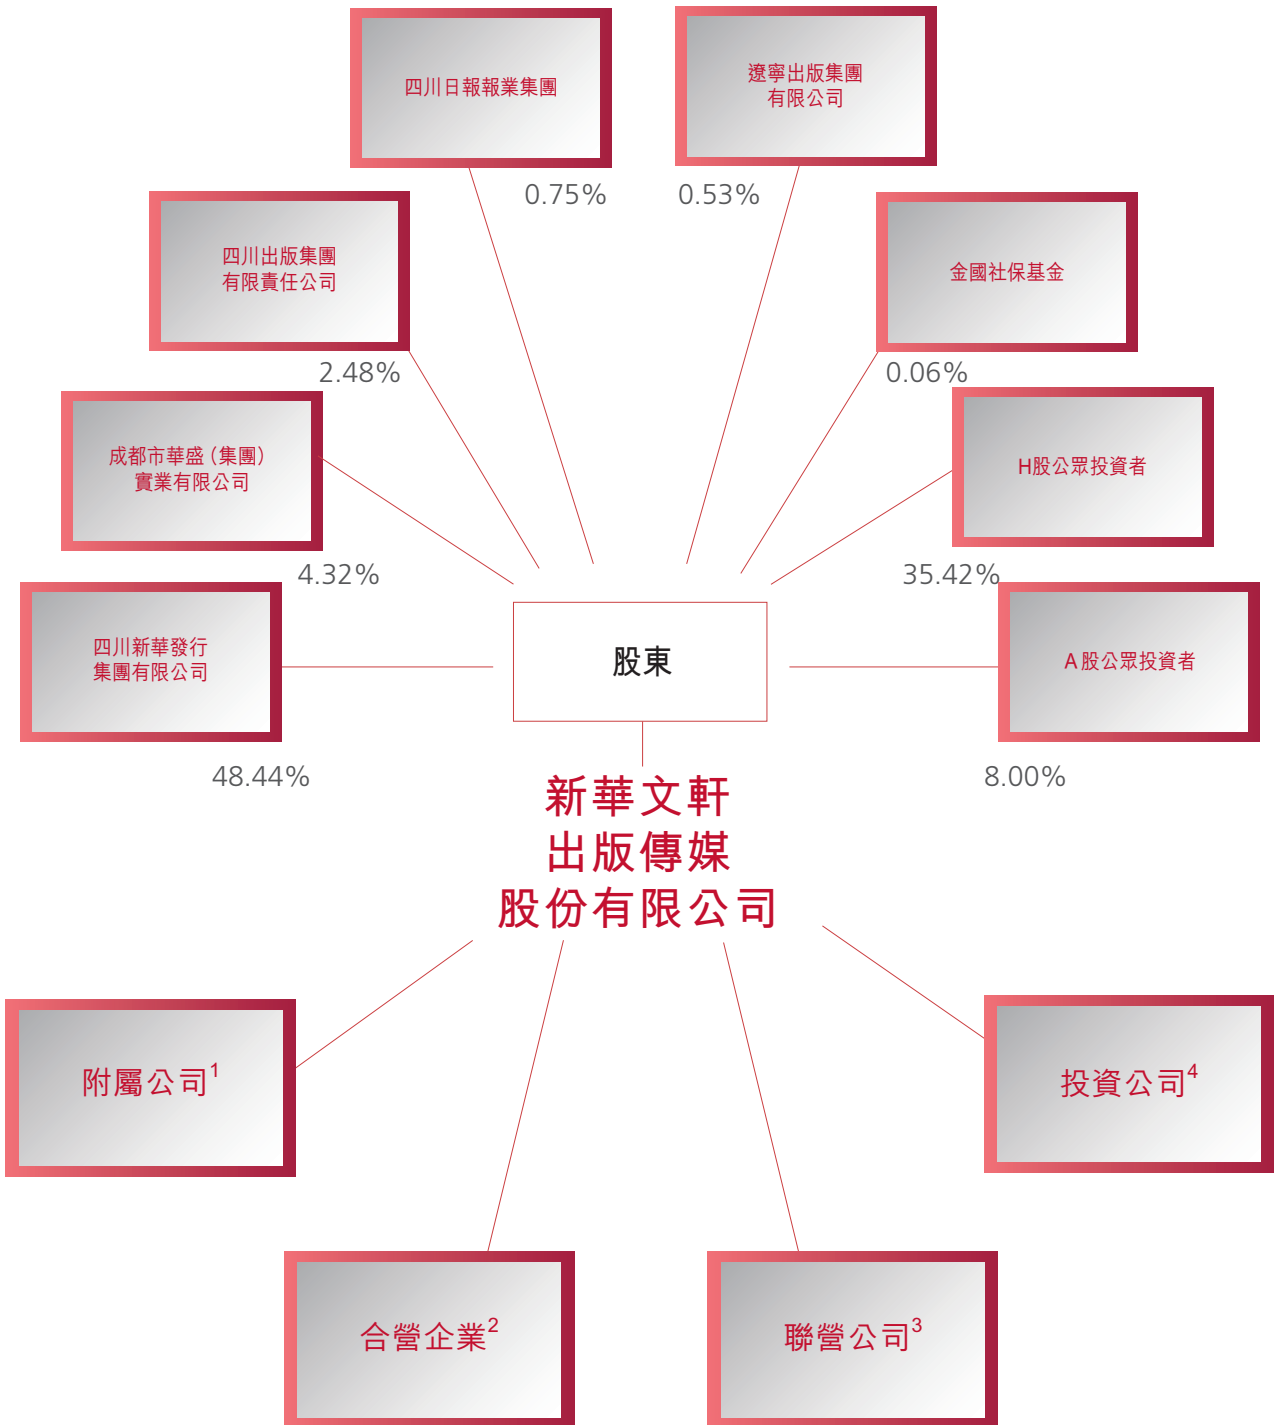 四川日報報業集團
遼寧出版集團
有限公司
0.75%
0.53%
四川出版集團
有限責任公司
金國社保基金
2.48%
0.06%
成都市華盛（集團）
實業有限公司
H股公眾投資者
4.32%
35.42%
四川新華發行
集團有限公司
股東
A股公眾投資者
48.44%
8.00%
新華文軒
出版傳媒
股份有限公司
附屬公司1
投資公司4
合營企業2
聯營公司3